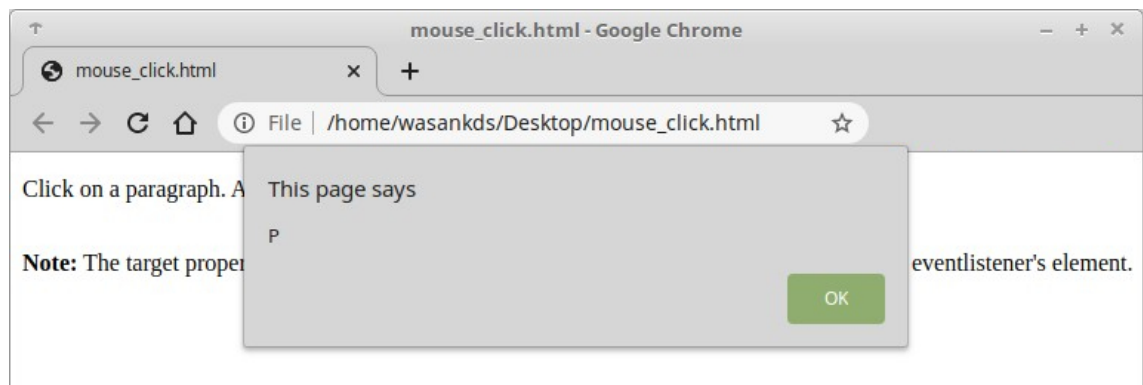 mouse_click.html - Google Chrome
mouse_click.html
File | /home/wasankds/Desktop/mouse_click.html
Click on a paragraph. A
This page says
P
Note: The target proper
eventlistener's element.
OK